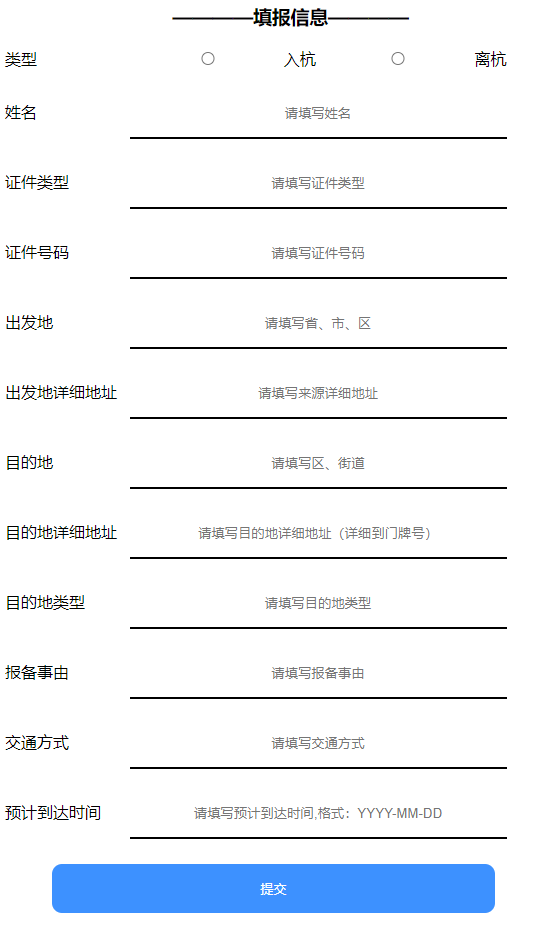 ————填报信息————
类型 入杭 离杭
姓名 请填写姓名
证件类型 请填写证件类型
证件号码 请填写证件号码
出发地 请填写省、市、区
出发地详细地址 请填写来源详细地址
目的地 请填写区、街道
目的地详细地址 请填写目的地详细地址（详细到门牌号）
目的地类型 请填写目的地类型
报备事由 请填写报备事由
交通方式 请填写交通方式
预计到达时间 请填写预计到达时间,格式：YYYY-MM-DD
提交